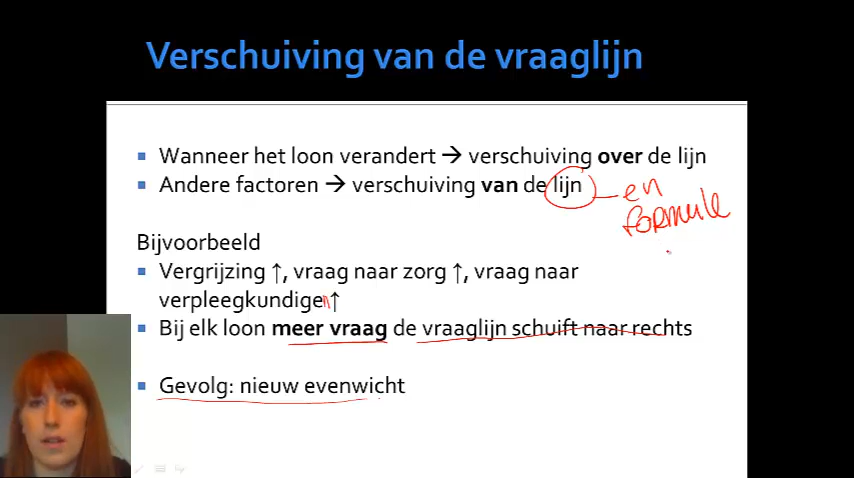 Verschuiving van de vraaglijn
Wanneer het loon verandert → verschuiving over de lijn
Andere factoren → verschuiving van de lijn
en
formule
Bijvoorbeeld
Vergrijzing ↑, vraag naar zorg ↑, vraag naar
verpleegkundigen↑
Bij elk loon meer vraag de vraaglijn schuift naar rechts
Gevolg: nieuw evenwicht